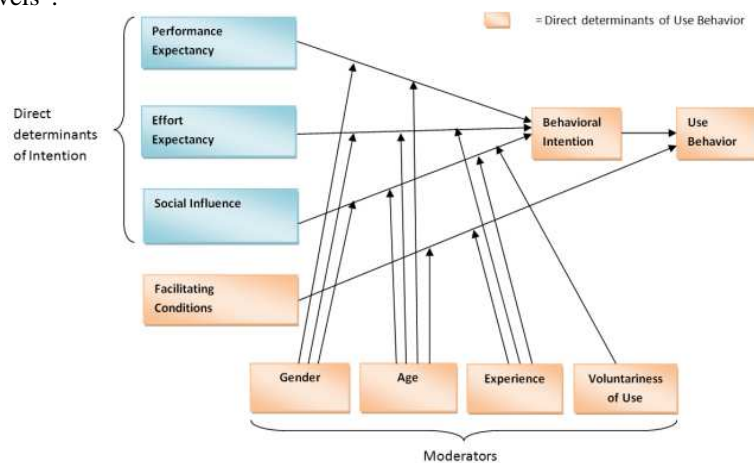 vers".
= Direct determinants of Use Behavior
Performance
Expectancy
Direct
determinants
of Intention
Effort
Expectancy
Behavioral
Intention
Use
Behavior
Social Influence
Facilitating
Conditions
Gender
Age
Experience
Voluntariness
of Use
Moderators